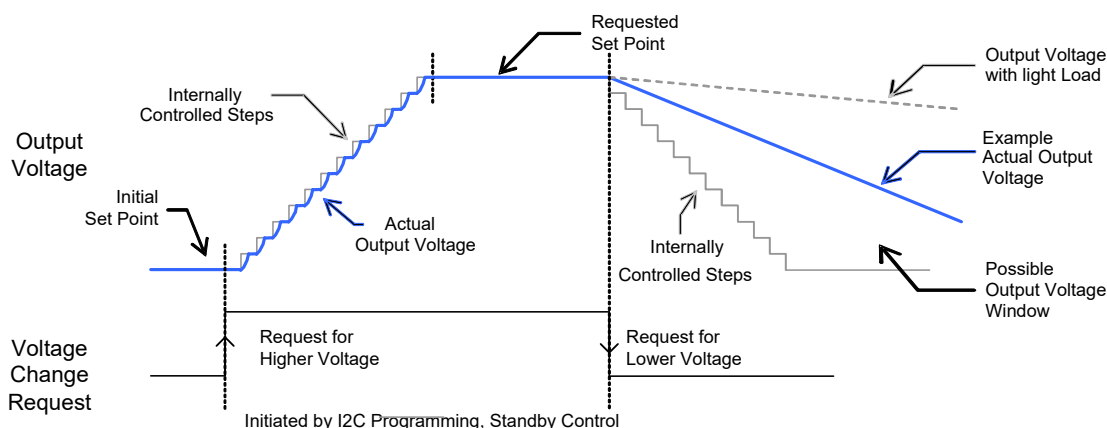 Requested
Set Point
Output Voltage
with light Load
Internally
Controlled Steps
Output
Voltage
Example
Actual Output
Voltage
Initial
Set Point
Actual
Output Voltage
Internally
Controlled Steps
Possible
Output Voltage
Window
Voltage
Change
Request
Request for
Higher Voltage
Request for
Lower Voltage
Initiated by I2C Programming, Standby Control